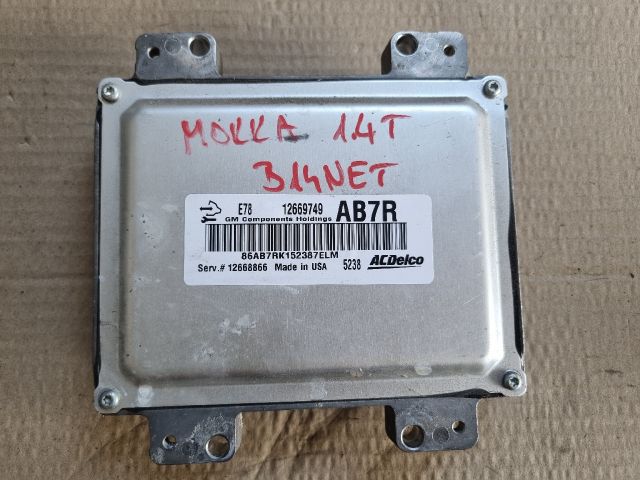 MOKKA 1.4T
B14NET
E78 12669749 AB7R
GM Components Holdings
86AB7RK152387ELM
Serv.# 12668866 Made in USA 5238 ACDelco